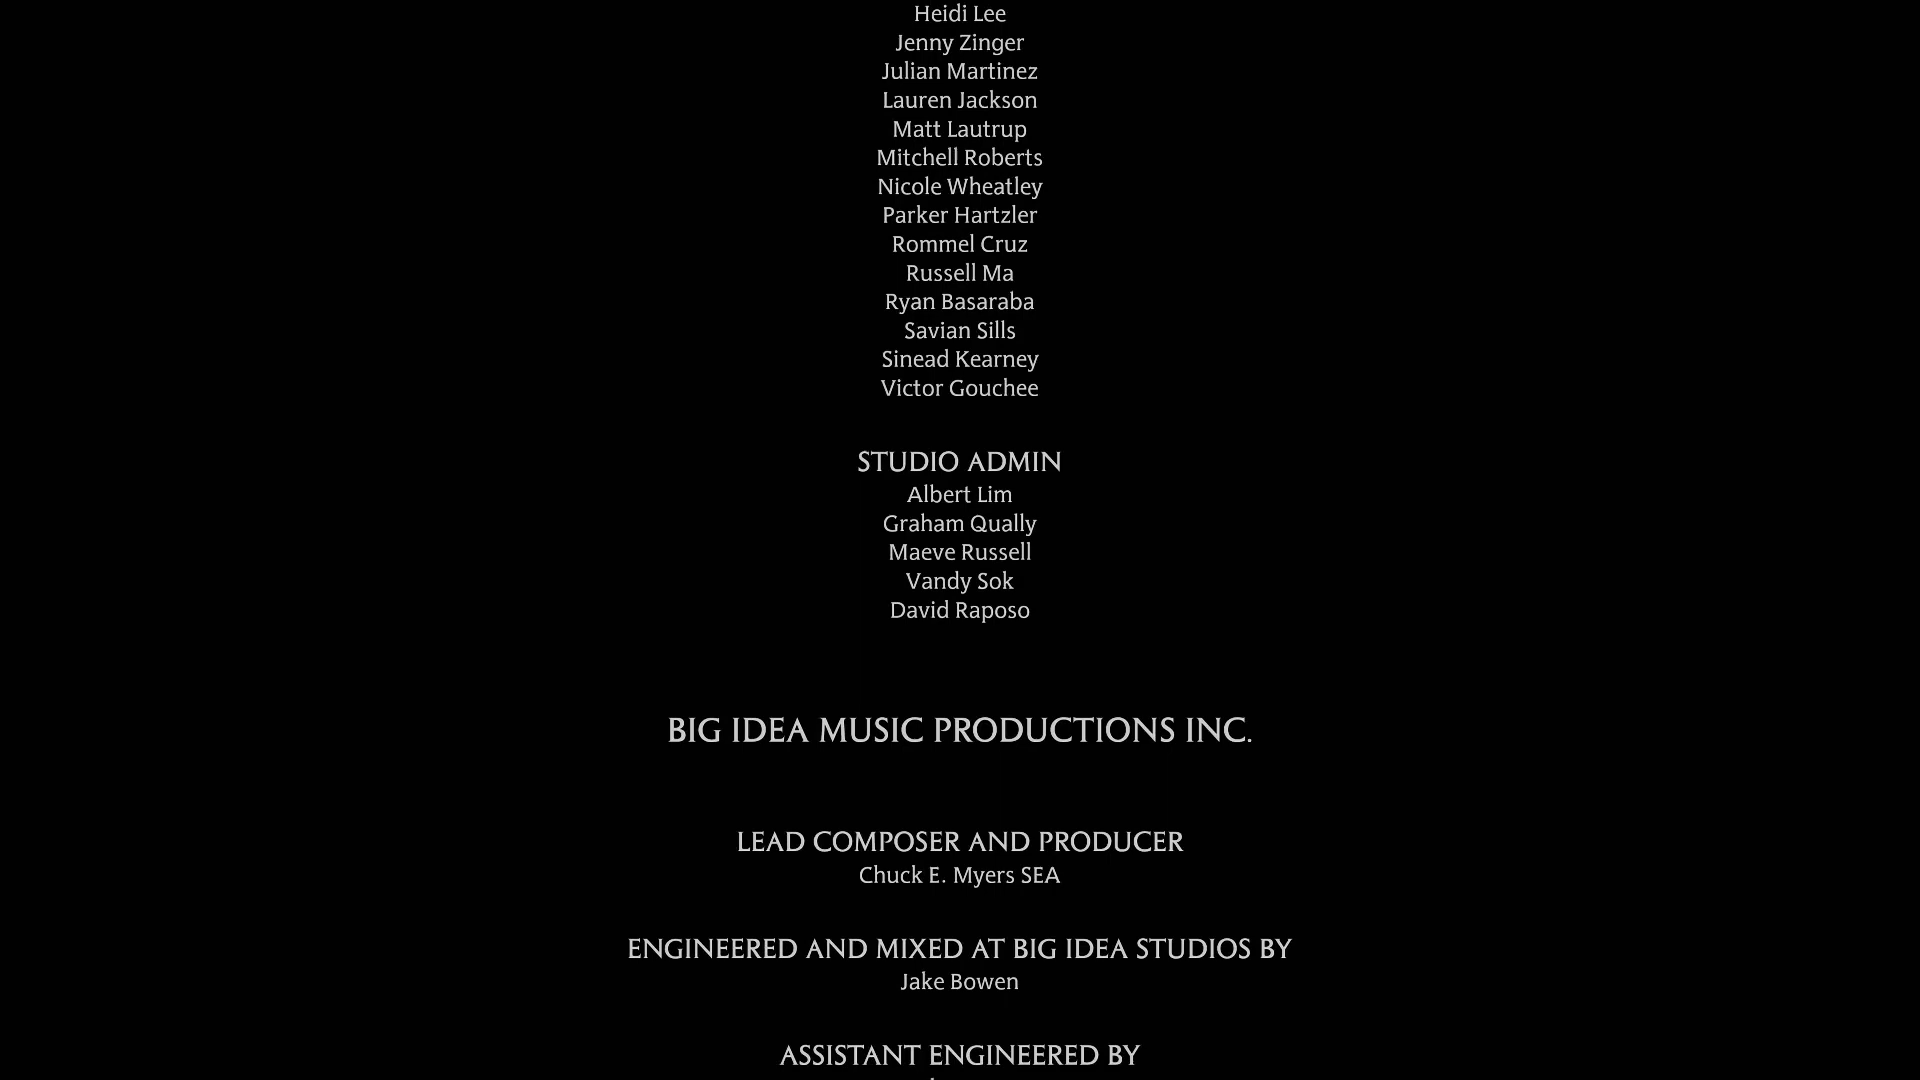 Heidi Lee
Jenny Zinger
Julian Martinez
Lauren Jackson
Matt Lautrup
Mitchell Roberts
Nicole Wheatley
Parker Hartzler
Rommel Cruz
Russell Ma
Ryan Basaraba
Savian Sills
Sinead Kearney
Victor Gouchee
STUDIO ADMIN
Albert Lim
Graham Qually
Maeve Russell
Vandy Sok
David Raposo
BIG IDEA MUSIC PRODUCTIONS INC.
LEAD COMPOSER AND PRODUCER
Chuck E. Myers SEA
ENGINEERED AND MIXED AT BIG IDEA STUDIOS BY
Jake Bowen
ASSISTANT ENGINEERED BY